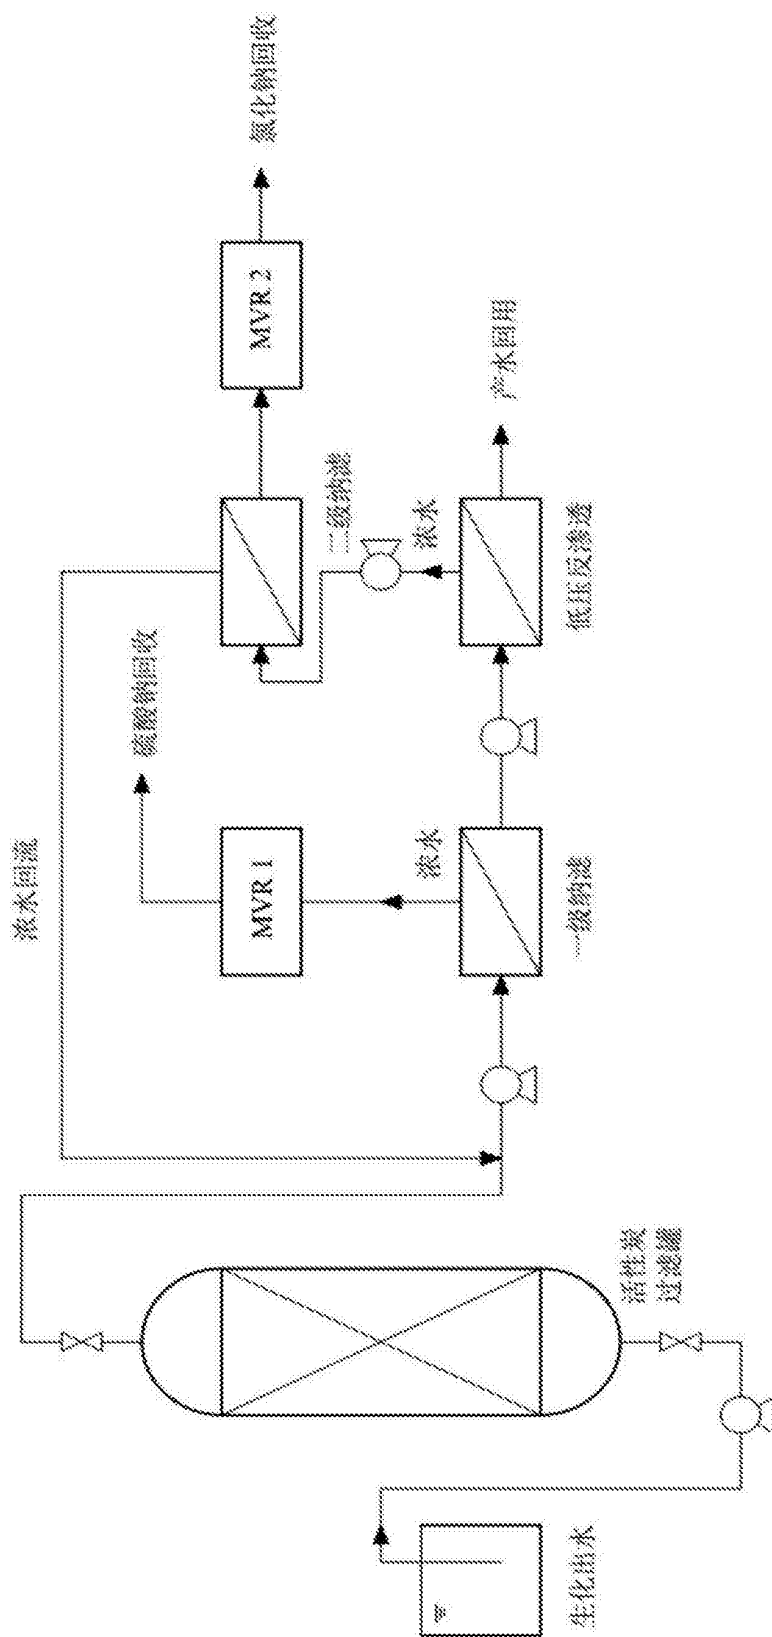 浓水回流
硫酸钠回收
氯化钠回收
MVR 1
MVR 2
二级纳滤
浓水
浓水
产水回用
生化出水
活性炭
过滤罐
一级纳滤
低压反渗透